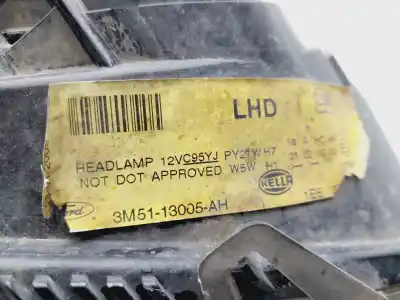 LHD
HEADLAMP 12VC95YJ PY21W H7
NOT DOT APPROVED W5W H1
HELLA
Ford
3M51-13005-AH